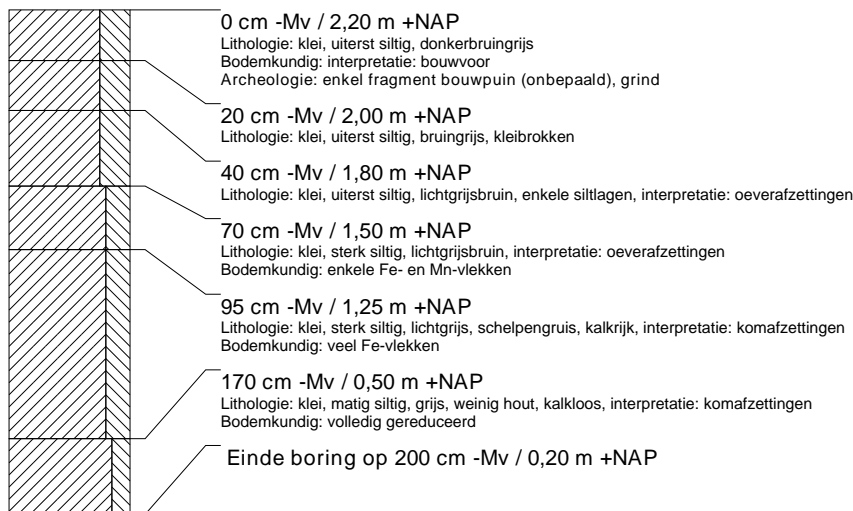 0 cm -Mv / 2,20 m +NAP
Lithologie: klei, uiterst siltig, donkerbruingrijs
Bodemkundig: interpretatie: bouwvoor
Archeologie: enkel fragment bouwpuin (onbepaald), grind
20 cm -Mv / 2,00 m +NAP
Lithologie: klei, uiterst siltig, bruingrijs, kleibrokken
40 cm -Mv / 1,80 m +NAP
Lithologie: klei, uiterst siltig, lichtgrijsbruin, enkele siltlagen, interpretatie: oeverafzettingen
70 cm -Mv / 1,50 m +NAP
Lithologie: klei, sterk siltig, lichtgrijsbruin, interpretatie: oeverafzettingen
Bodemkundig: enkele Fe- en Mn-vlekken
95 cm -Mv / 1,25 m +NAP
Lithologie: klei, sterk siltig, lichtgrijs, schelpengruis, kalkrijk, interpretatie: komafzettingen
Bodemkundig: veel Fe-vlekken
170 cm -Mv / 0,50 m +NAP
Lithologie: klei, matig siltig, grijs, weinig hout, kalkloos, interpretatie: komafzettingen
Bodemkundig: volledig gereduceerd
Einde boring op 200 cm -Mv / 0,20 m +NAP